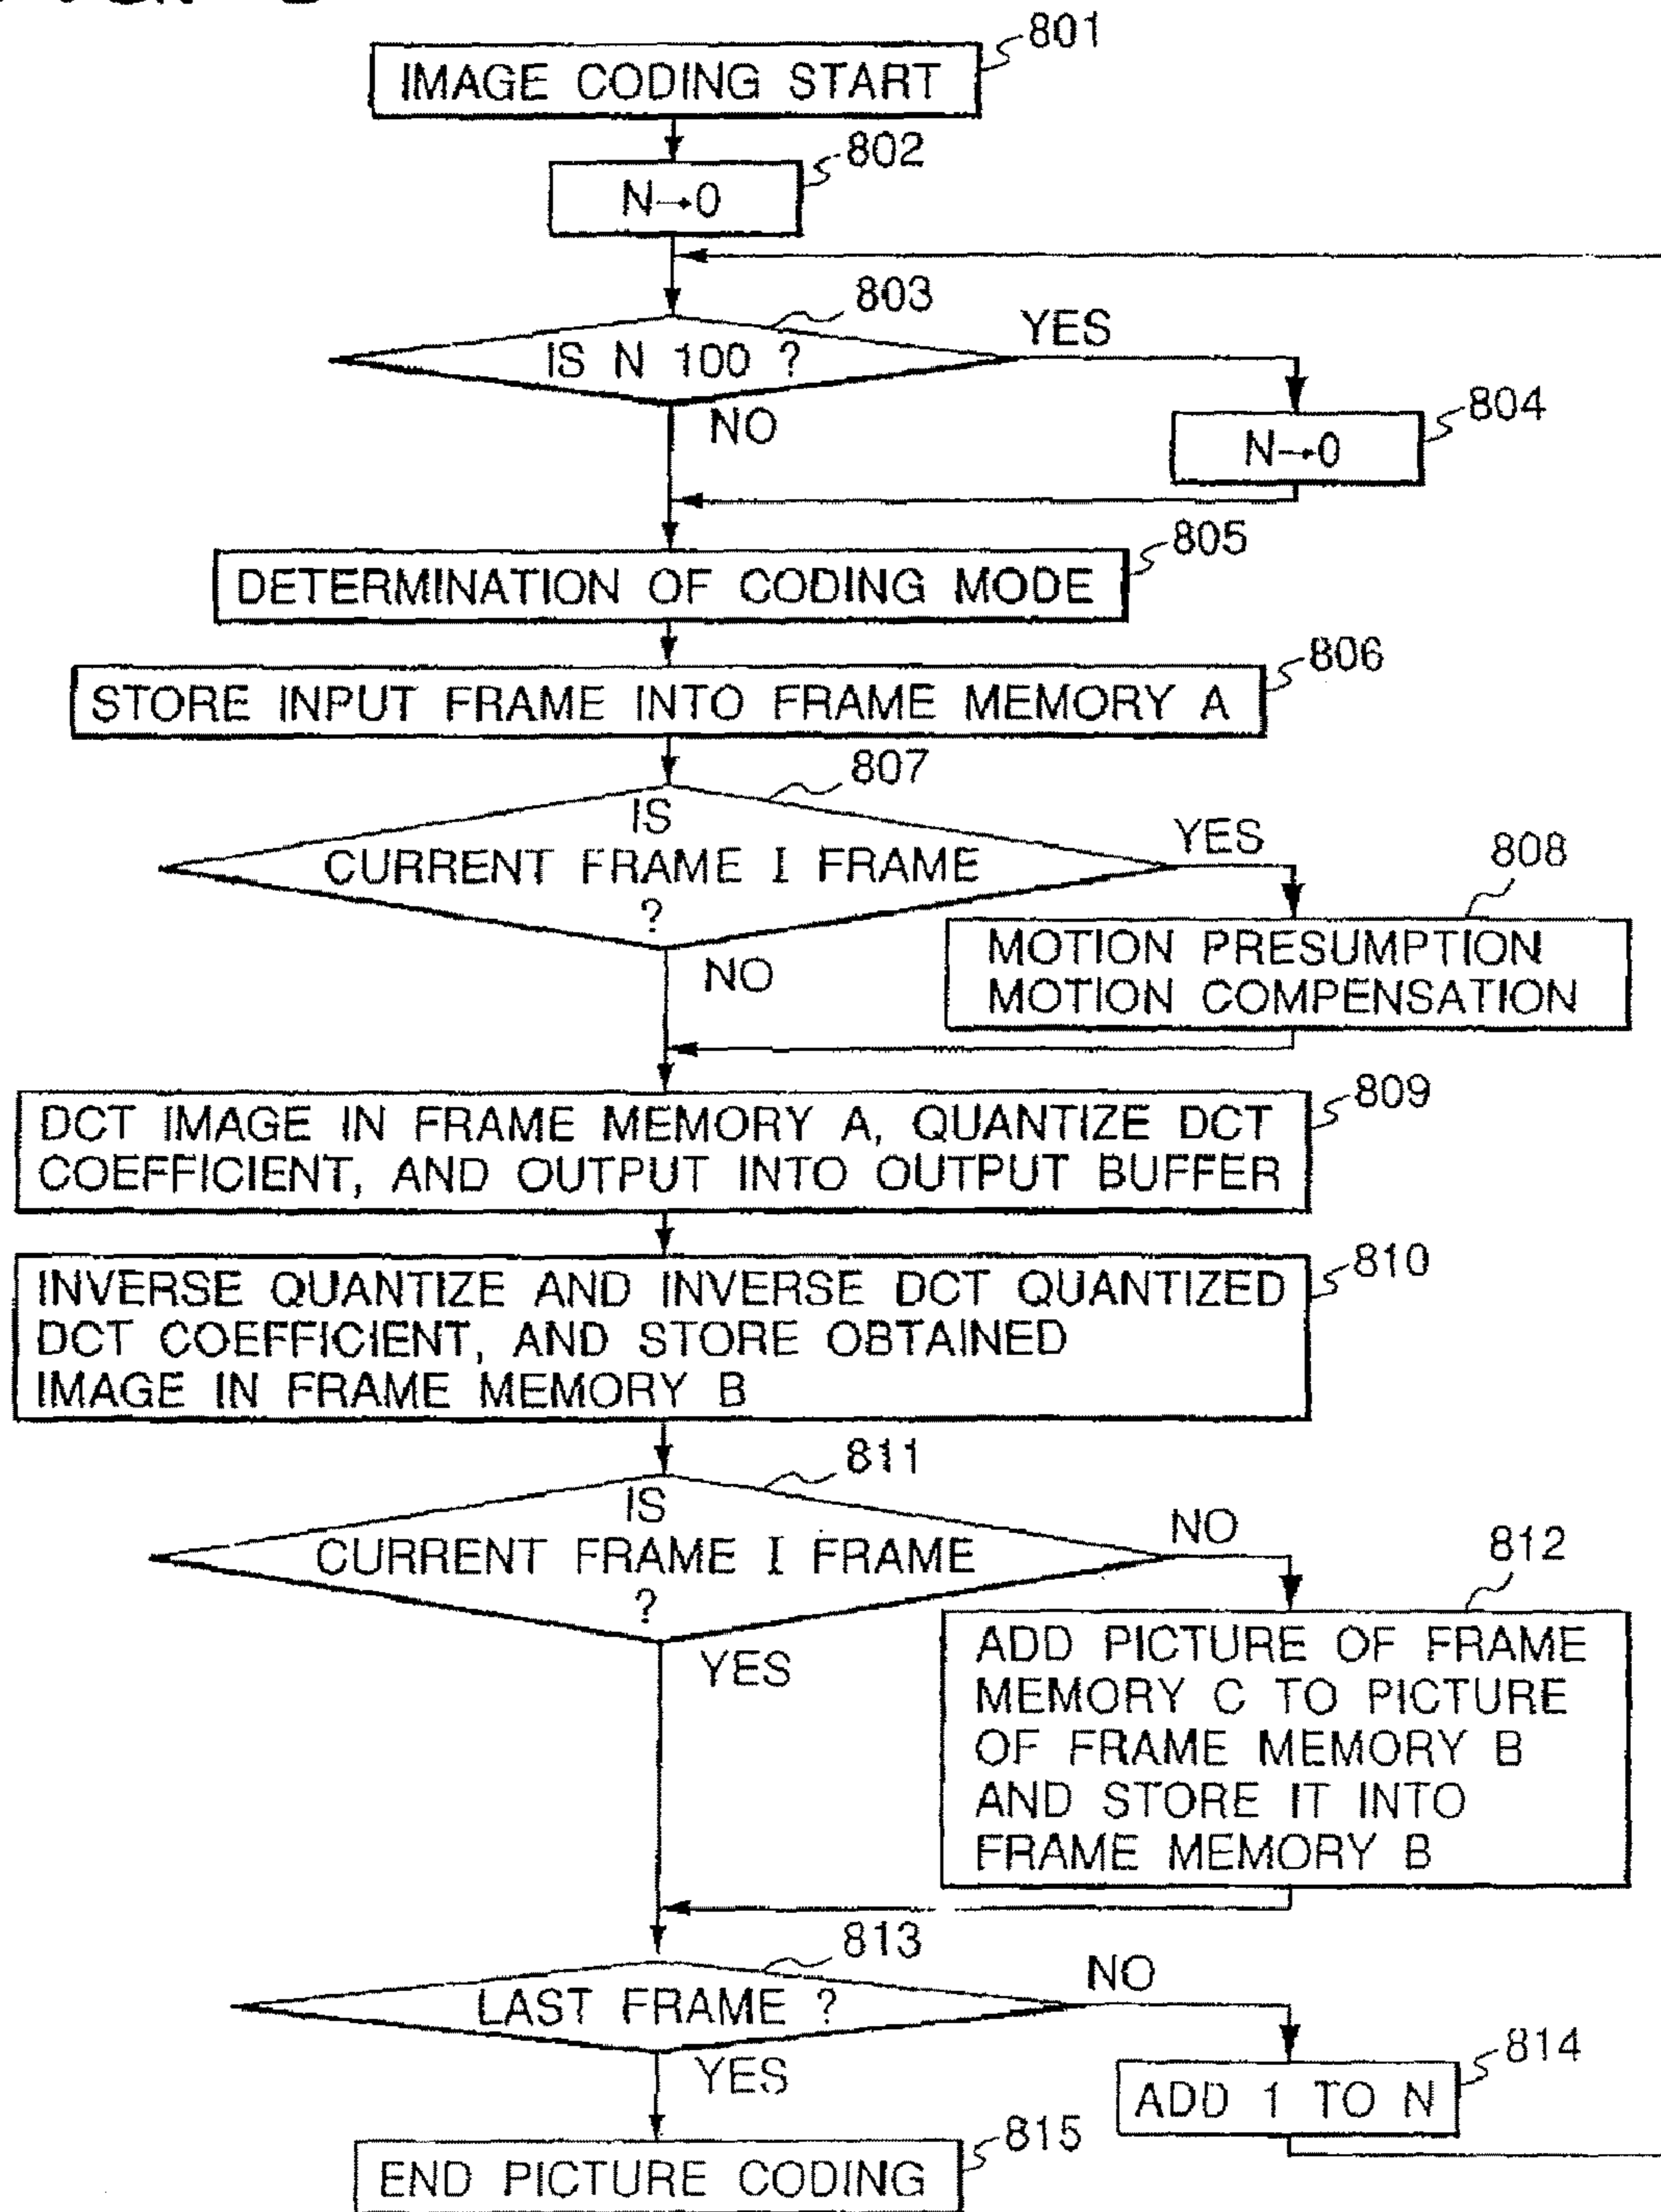 801
IMAGE CODING START
802
N→0
803
IS N 100 ?
YES
NO
804
N→0
805
DETERMINATION OF CODING MODE
806
STORE INPUT FRAME INTO FRAME MEMORY A
807
IS
CURRENT FRAME I FRAME
?
YES
NO
808
MOTION PRESUMPTION
MOTION COMPENSATION
809
DCT IMAGE IN FRAME MEMORY A, QUANTIZE DCT
COEFFICIENT, AND OUTPUT INTO OUTPUT BUFFER
810
INVERSE QUANTIZE AND INVERSE DCT QUANTIZED
DCT COEFFICIENT, AND STORE OBTAINED
IMAGE IN FRAME MEMORY B
811
IS
CURRENT FRAME I FRAME
?
NO
YES
812
ADD PICTURE OF FRAME
MEMORY C TO PICTURE
OF FRAME MEMORY B
AND STORE IT INTO
FRAME MEMORY B
813
LAST FRAME ?
NO
YES
814
ADD 1 TO N
815
END PICTURE CODING